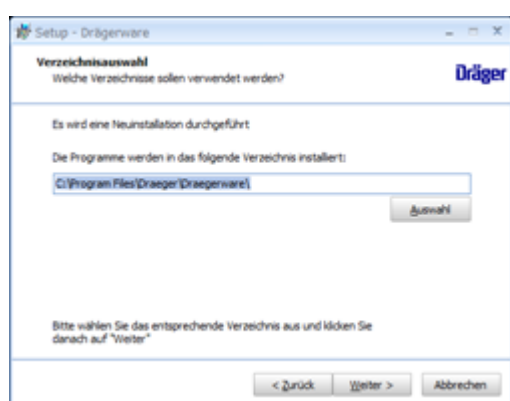 Setup - Drägerware
Verzeichnisauswahl
Welche Verzeichnisse sollen verwendet werden?
Dräger
Es wird eine Neuinstallation durchgeführt
Die Programme werden in das folgende Verzeichnis installiert:
C:\Program Files\Draeger\Draegerware\
Auswahl
Bitte wählen Sie das entsprechende Verzeichnis aus und klicken Sie
danach auf "Weiter"
< Zurück
Weiter >
Abbrechen